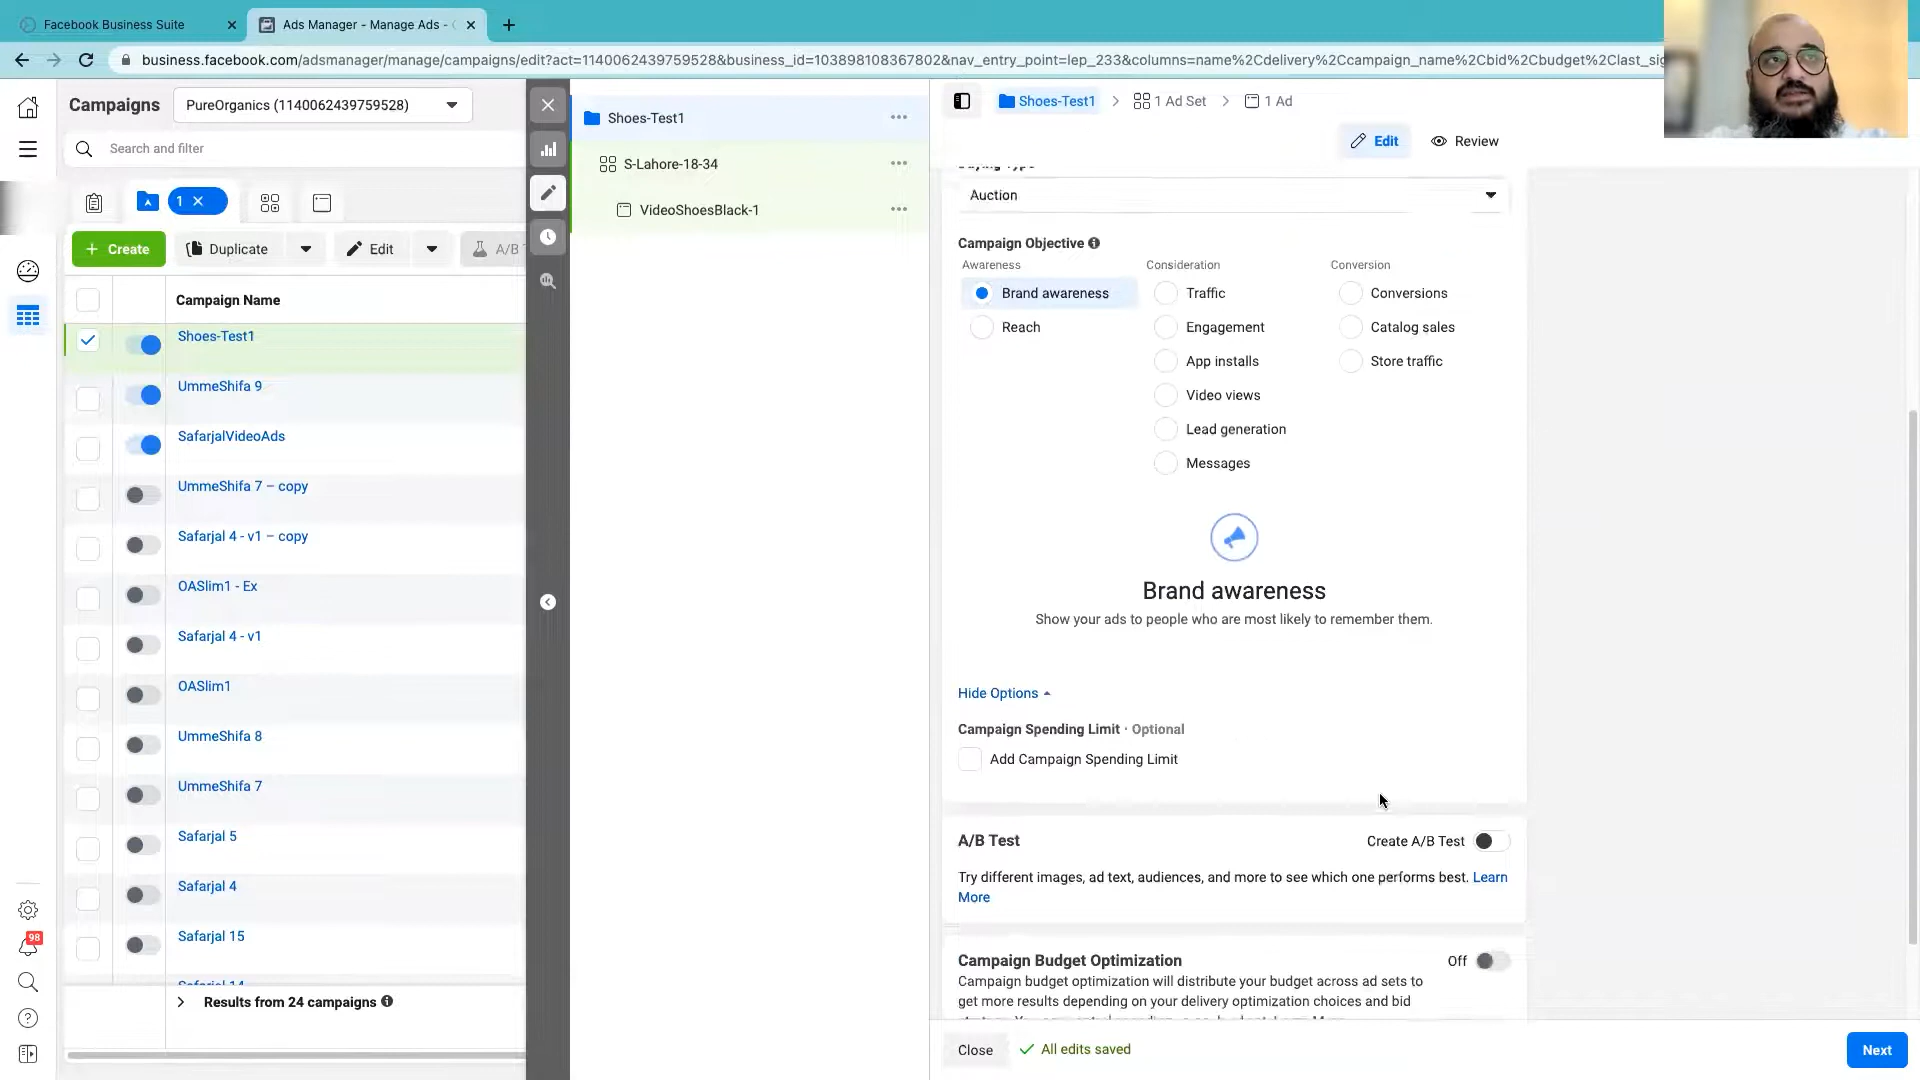 Facebook Business Suite
Ads Manager - Manage Ads - C
business.facebook.com/adsmanager/manage/campaigns/edit?act=1140062439759528&business_id=103898108367802&nav_entry_point=lep_233&columns=name%2Cdelivery%2Ccampaign_name%2Cbid%2Cbudget%2Clast_sig
Campaigns
PureOrganics (1140062439759528)
Search and filter
1
Create
Duplicate
Edit
A/B T
Campaign Name
Shoes-Test1
UmmeShifa 9
SafarjalVideoAds
UmmeShifa 7 – copy
Safarjal 4 - v1 – copy
OASlim1 - Ex
Safarjal 4 - v1
OASlim1
UmmeShifa 8
UmmeShifa 7
Safarjal 5
Safarjal 4
Safarjal 15
Safarjal 14
Results from 24 campaigns
98
Shoes-Test1
S-Lahore-18-34
VideoShoesBlack-1
Shoes-Test1
1 Ad Set
1 Ad
Edit
Review
Buying Type
Auction
Campaign Objective
Awareness
Consideration
Conversion
Brand awareness
Traffic
Conversions
Reach
Engagement
Catalog sales
App installs
Store traffic
Video views
Lead generation
Messages
Brand awareness
Show your ads to people who are most likely to remember them.
Hide Options
Campaign Spending Limit · Optional
Add Campaign Spending Limit
A/B Test
Create A/B Test
Try different images, ad text, audiences, and more to see which one performs best. Learn
More
Campaign Budget Optimization
Off
Campaign budget optimization will distribute your budget across ad sets to
get more results depending on your delivery optimization choices and bid
Close
All edits saved
Next